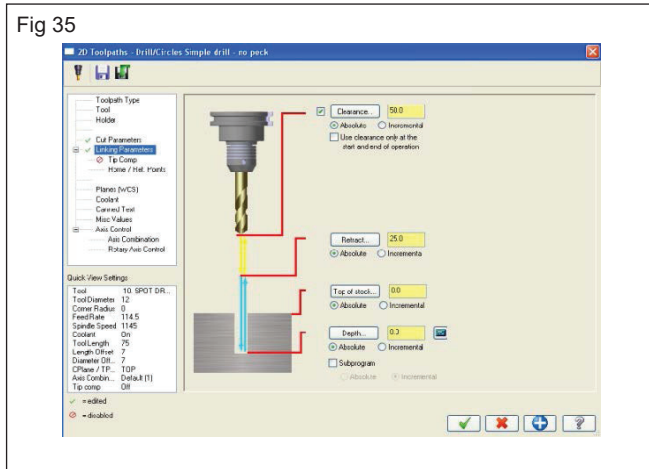 Fig 35
2D Toolpaths - Drill/Circles Simple drill - no peck
Toolpath Type
Tool
Holder
Cut Parameters
Linking Parameters
Tip Comp
Home / Ref. Points
Planes (WCS)
Coolant
Canned Text
Misc Values
Axis Control
Axis Combination
Rotary Axis Control
Clearance... 50.0
Absolute Incremental
Use clearance only at the
start and end of operation
Retract... 25.0
Absolute Incrementa
Top of stock... 0.0
Absolute Incremental
Depth... 0.3
Absolute Incremental
Subprogram
Absolute Incremental
Quick View Settings
Tool 10. SPOT DR...
Tool Diameter 12
Corner Radius 0
Feed Rate 114.5
Spindle Speed 1145
Coolant On
Tool Length 75
Length Offset 7
Diameter Off... 7
CPlane / TP... TOP
Axis Combin... Default (1)
Tip comp Off
= edited
= disabled